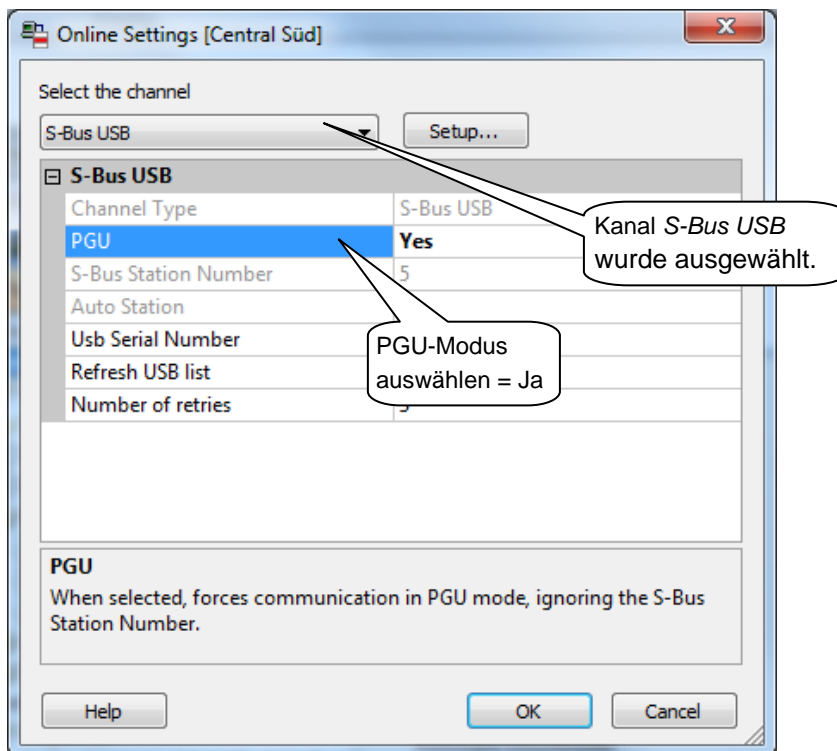 Online Settings [Central Süd]
Select the channel
S-Bus USB
Setup...
S-Bus USB
Channel Type S-Bus USB
PGU Yes
S-Bus Station Number 5
Auto Station
Usb Serial Number
Refresh USB list
Number of retries
Kanal S-Bus USB
wurde ausgewählt.
PGU-Modus
auswählen = Ja
PGU
When selected, forces communication in PGU mode, ignoring the S-Bus
Station Number.
Help
OK
Cancel